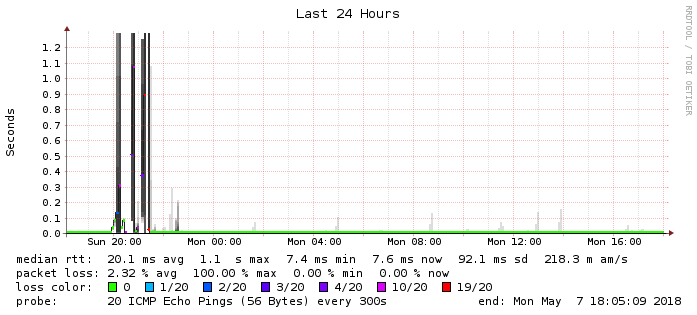 Last 24 Hours
RRDTOOL / TOBI OETIKER
Seconds
1.2
1.1
1.0
0.9
0.8
0.7
0.6
0.5
0.4
0.3
0.2
0.1
0.0
Sun 20:00 Mon 00:00 Mon 04:00 Mon 08:00 Mon 12:00 Mon 16:00
median rtt: 20.1 ms avg 1.1 s max 7.4 ms min 7.6 ms now 92.1 ms sd 218.3 m am/s
packet loss: 2.32 % avg 100.00 % max 0.00 % min 0.00 % now
loss color: 0 1/20 2/20 3/20 4/20 10/20 19/20
probe: 20 ICMP Echo Pings (56 Bytes) every 300s end: Mon May 7 18:05:09 2018